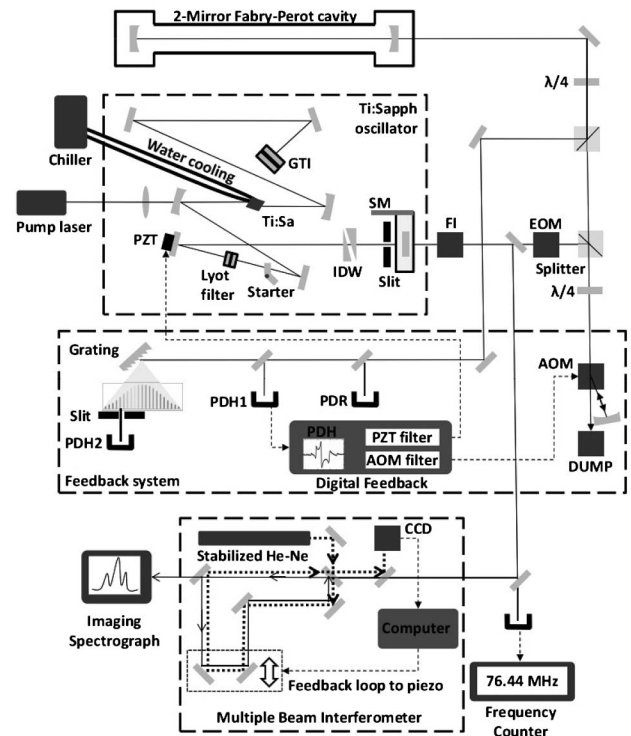 2-Mirror Fabry-Perot cavity
λ/4
Ti:Sapph
oscillator
Chiller
Water cooling
GTI
Pump laser
Ti:Sa
SM
FI
EOM
Splitter
PZT
Lyot
filter
Starter
IDW
Slit
λ/4
Grating
AOM
PDH1
PDR
Slit
PDH2
PDH
PZT filter
AOM filter
DUMP
Feedback system
Digital Feedback
CCD
Stabilized He-Ne
Imaging
Spectrograph
Computer
Feedback loop to piezo
76.44 MHz
Multiple Beam Interferometer
Frequency
Counter